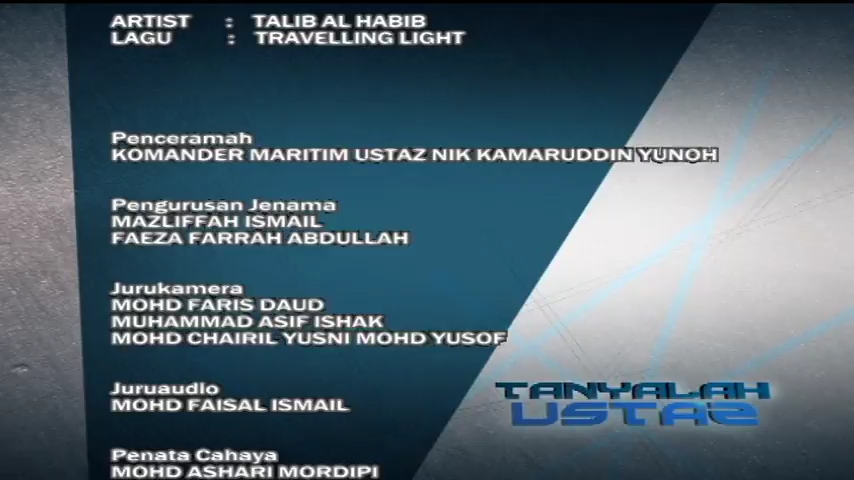 ARTIST : TALIB AL HABIB
LAGU : TRAVELLING LIGHT
Penceramah
KOMANDER MARITIM USTAZ NIK KAMARUDDIN YUNOH
Pengurusan Jenama
MAZLIFFAH ISMAIL
FAEZA FARRAH ABDULLAH
Jurukamera
MOHD FARIS DAUD
MUHAMMAD ASIF ISHAK
MOHD CHAIRIL YUSNI MOHD YUSOF
Juruaudio
MOHD FAISAL ISMAIL
TANYALAH
USTAZ
Penata Cahaya
MOHD ASHARI MORDIPI